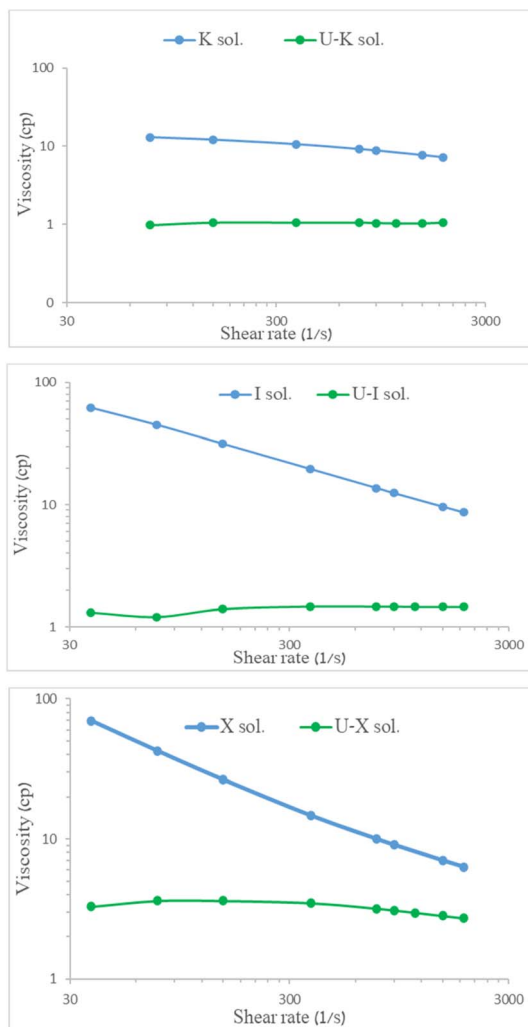 K sol. U-K sol.
100
10
1
0
Viscosity (cp)
30 300 3000
Shear rate (1/s)
I sol. U-I sol.
100
10
1
Viscosity (cp)
30 300 3000
Shear rate (1/s)
X sol. U-X sol.
100
10
1
Viscosity (cp)
30 300 3000
Shear rate (1/s)